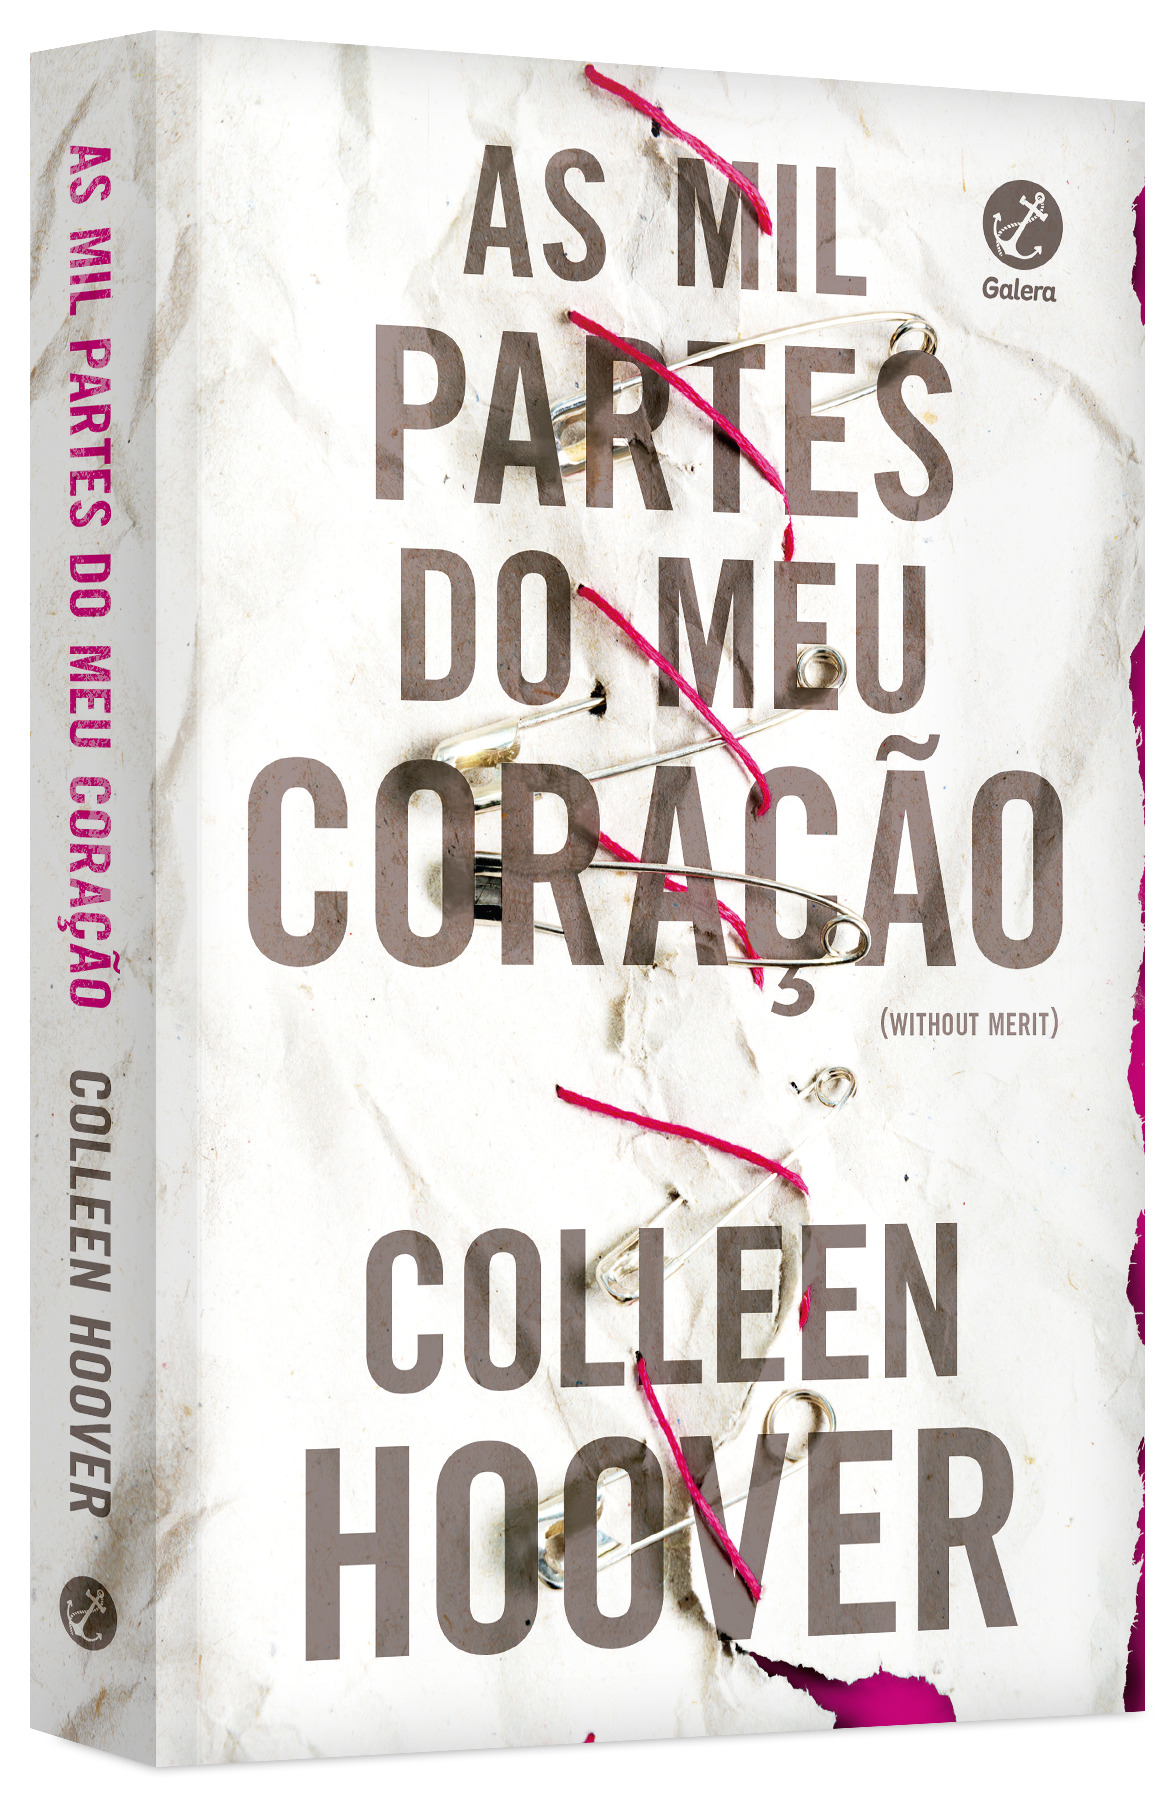 AS MIL PARTES DO MEU CORAÇÃO COLLEEN HOOVER
AS MIL
PARTES
DO MEU
CORAÇÃO
(WITHOUT MERIT)
Galera
COLLEEN
HOOVER